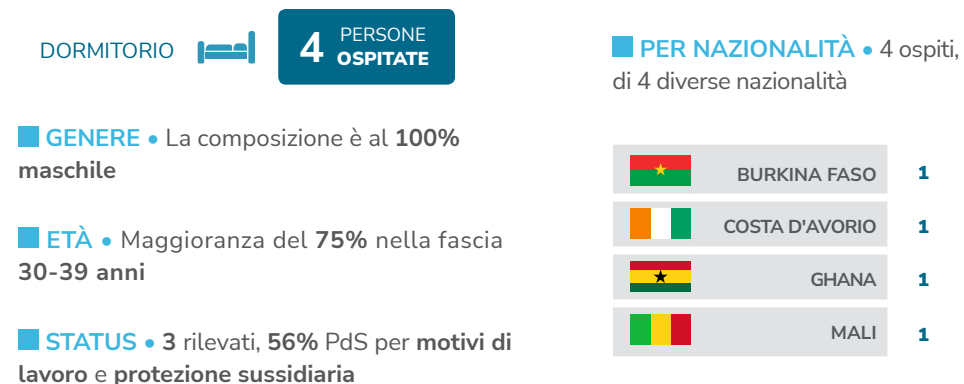 DORMITORIO
4 PERSONE
OSPITATE
GENERE • La composizione è al 100%
maschile
ETÀ • Maggioranza del 75% nella fascia
30-39 anni
STATUS • 3 rilevati, 56% PdS per motivi di
lavoro e protezione sussidiaria
PER NAZIONALITÀ • 4 ospiti,
di 4 diverse nazionalità
BURKINA FASO 1
COSTA D'AVORIO 1
GHANA 1
MALI 1